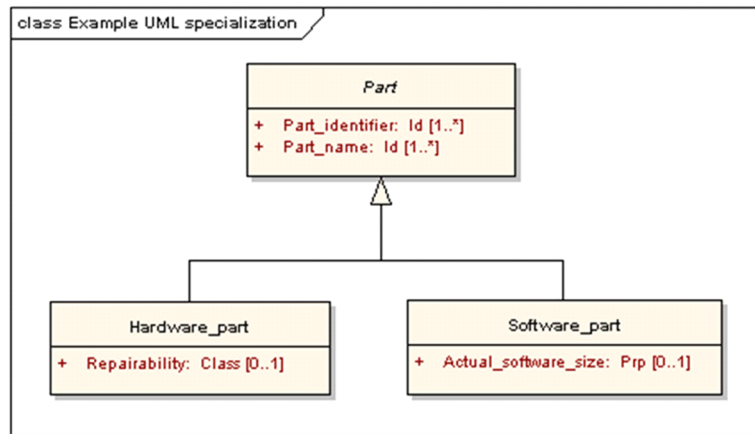 class Example UML specialization
Part
+ Part_identifier: Id [1..*]
+ Part_name: Id [1..*]
Hardware_part
+ Repairability: Class [0..1]
Software_part
+ Actual_software_size: Prp [0..1]